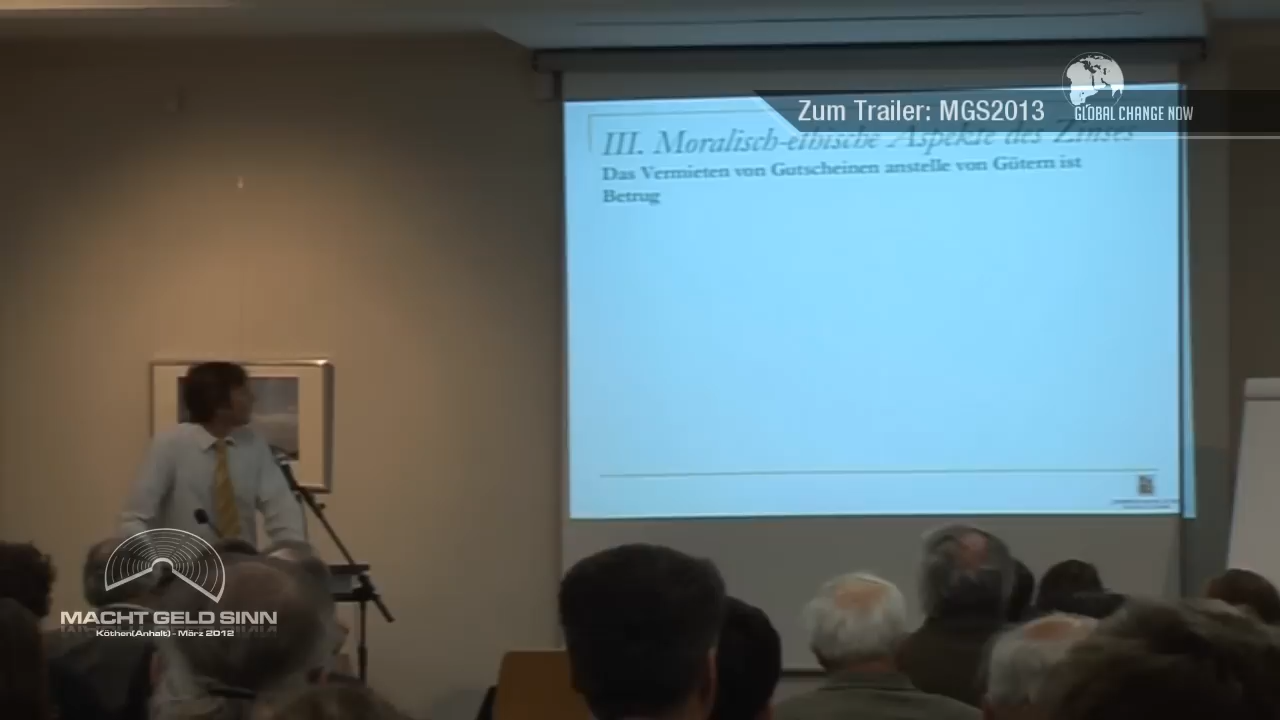 Zum Trailer: MGS2013
GLOBAL CHANGE NOW
III. Moralisch-ethische Aspekte des Zinses
Das Vermieten von Gutscheinen anstelle von Gütern ist
Betrug
MACHT GELD SINN
Köthen(Anhalt) - März 2012